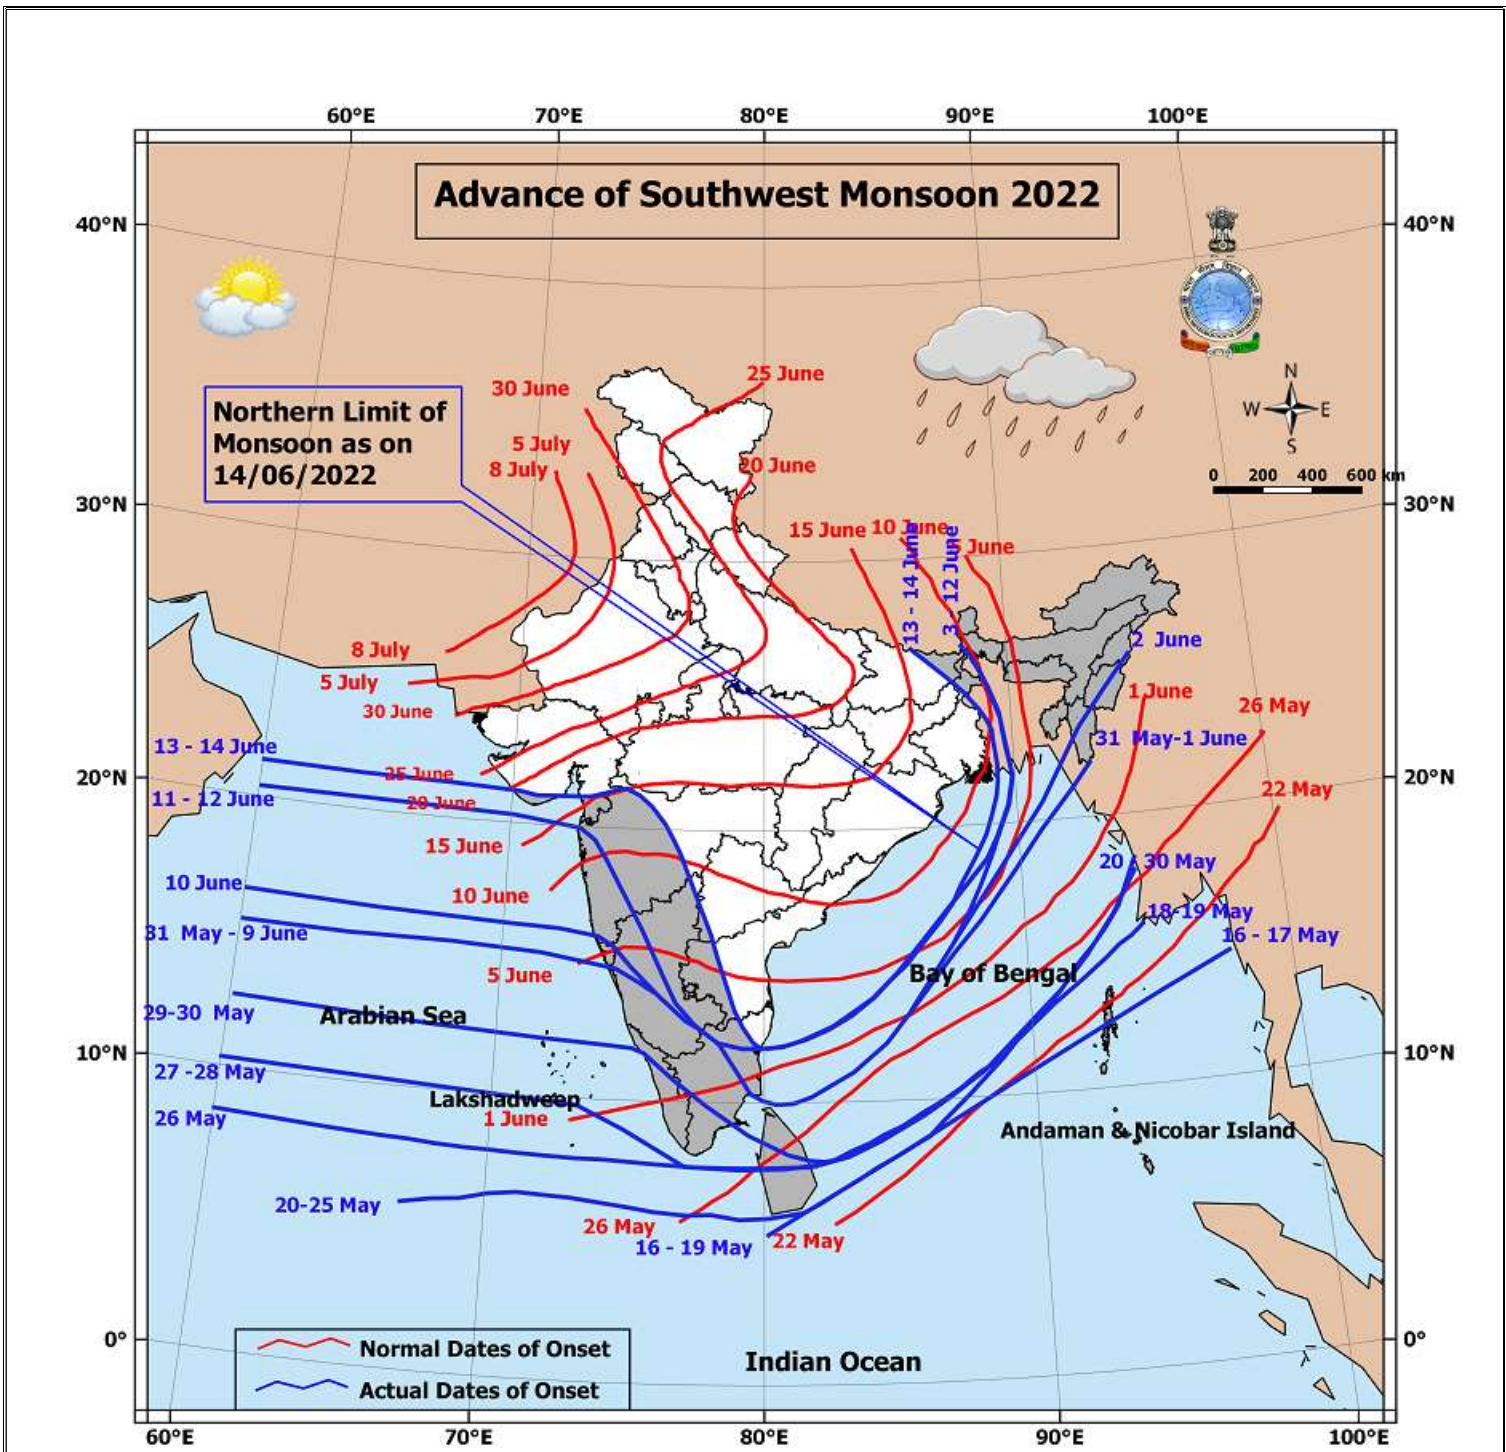 60°E 70°E 80°E 90°E 100°E
Advance of Southwest Monsoon 2022
40°N 40°N
25 June
30 June
N
W E
S
Northern Limit of
Monsoon as on
14/06/2022
5 July
8 July
20 June
0 200 400 600 km
30°N 30°N
15 June 10 June 5 June
13 - 14 June
3 - 12 June
2 June
8 July
5 July
1 June
30 June
26 May
13 - 14 June
31 May-1 June
25 June
20°N 20°N
11 - 12 June
20 June
22 May
15 June
20 - 30 May
10 June
10 June
18-19 May
31 May - 9 June
16 - 17 May
5 June
Bay of Bengal
29-30 May
Arabian Sea
10°N 10°N
27 -28 May
Lakshadweep
26 May
1 June
Andaman & Nicobar Island
20-25 May
26 May
16 - 19 May
22 May
0° 0°
Normal Dates of Onset
Indian Ocean
Actual Dates of Onset
60°E 70°E 80°E 90°E 100°E